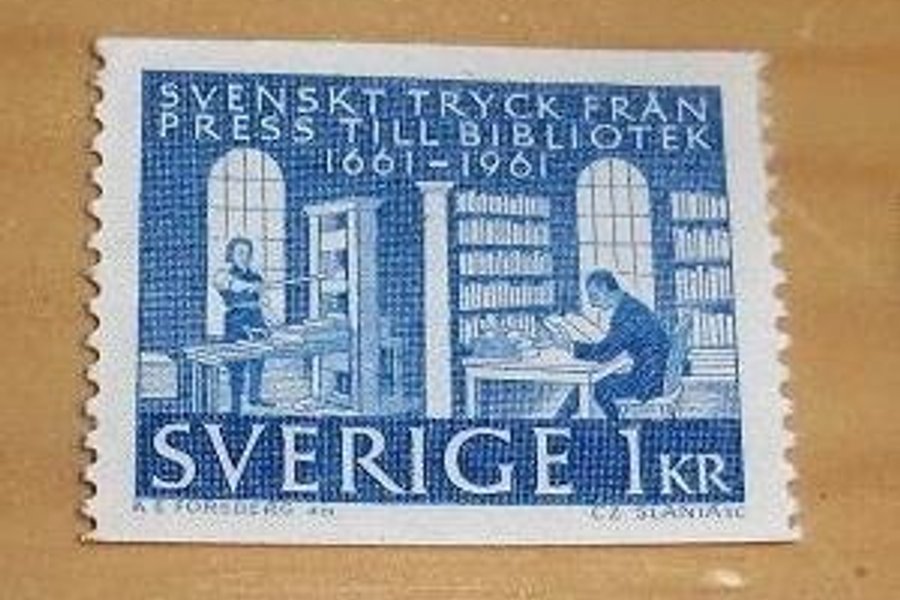 SVENSKT TRYCK FRÅN
PRESS TILL BIBLIOTEK
1661–1961
SVERIGE 1 KR
A E FORSBERG CZ SLANIA SC